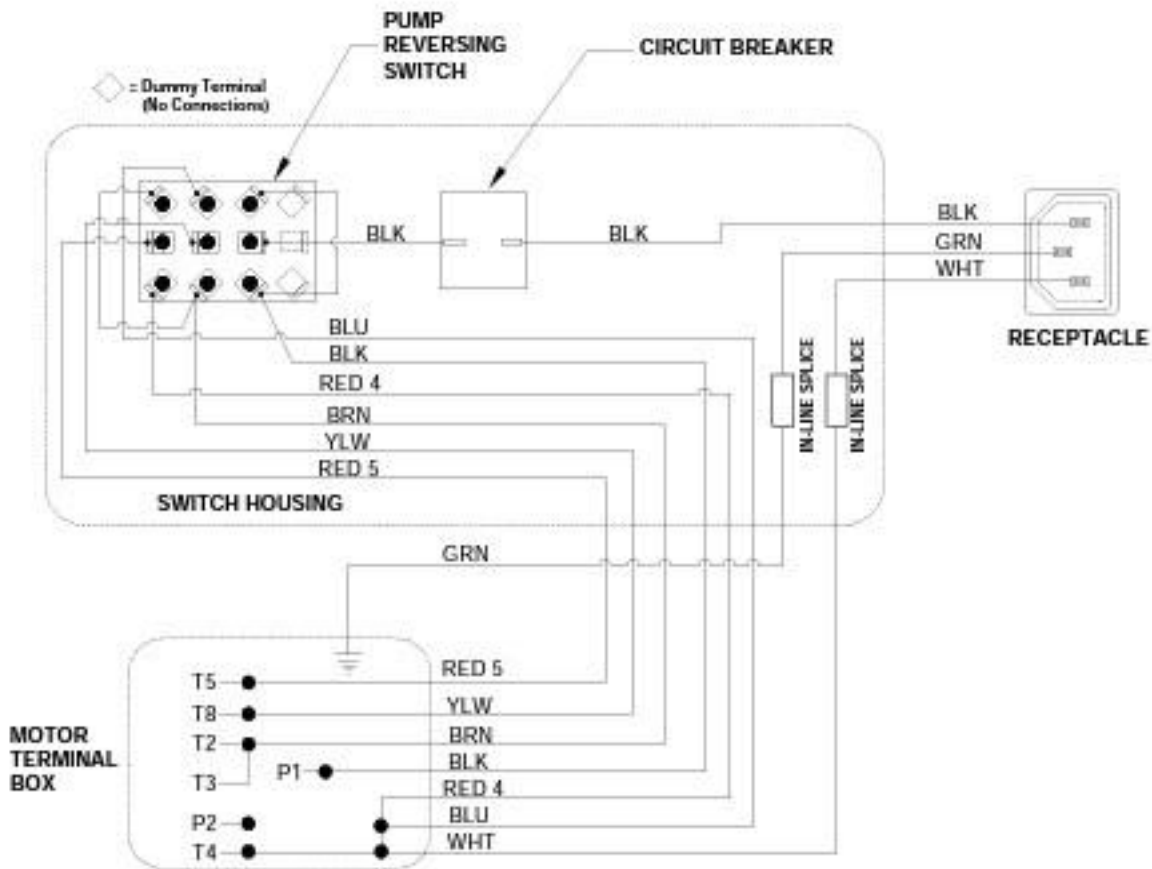 PUMP
REVERSING
SWITCH
CIRCUIT BREAKER
= Dummy Terminal
(No Connections)
BLK
BLK
BLK
GRN
WHT
RECEPTACLE
BLU
BLK
RED 4
BRN
YLW
RED 5
IN-LINE SPLICE
IN-LINE SPLICE
SWITCH HOUSING
GRN
MOTOR
TERMINAL
BOX
T5
RED 5
T8
YLW
T2
BRN
T3
P1
BLK
RED 4
P2
BLU
T4
WHT